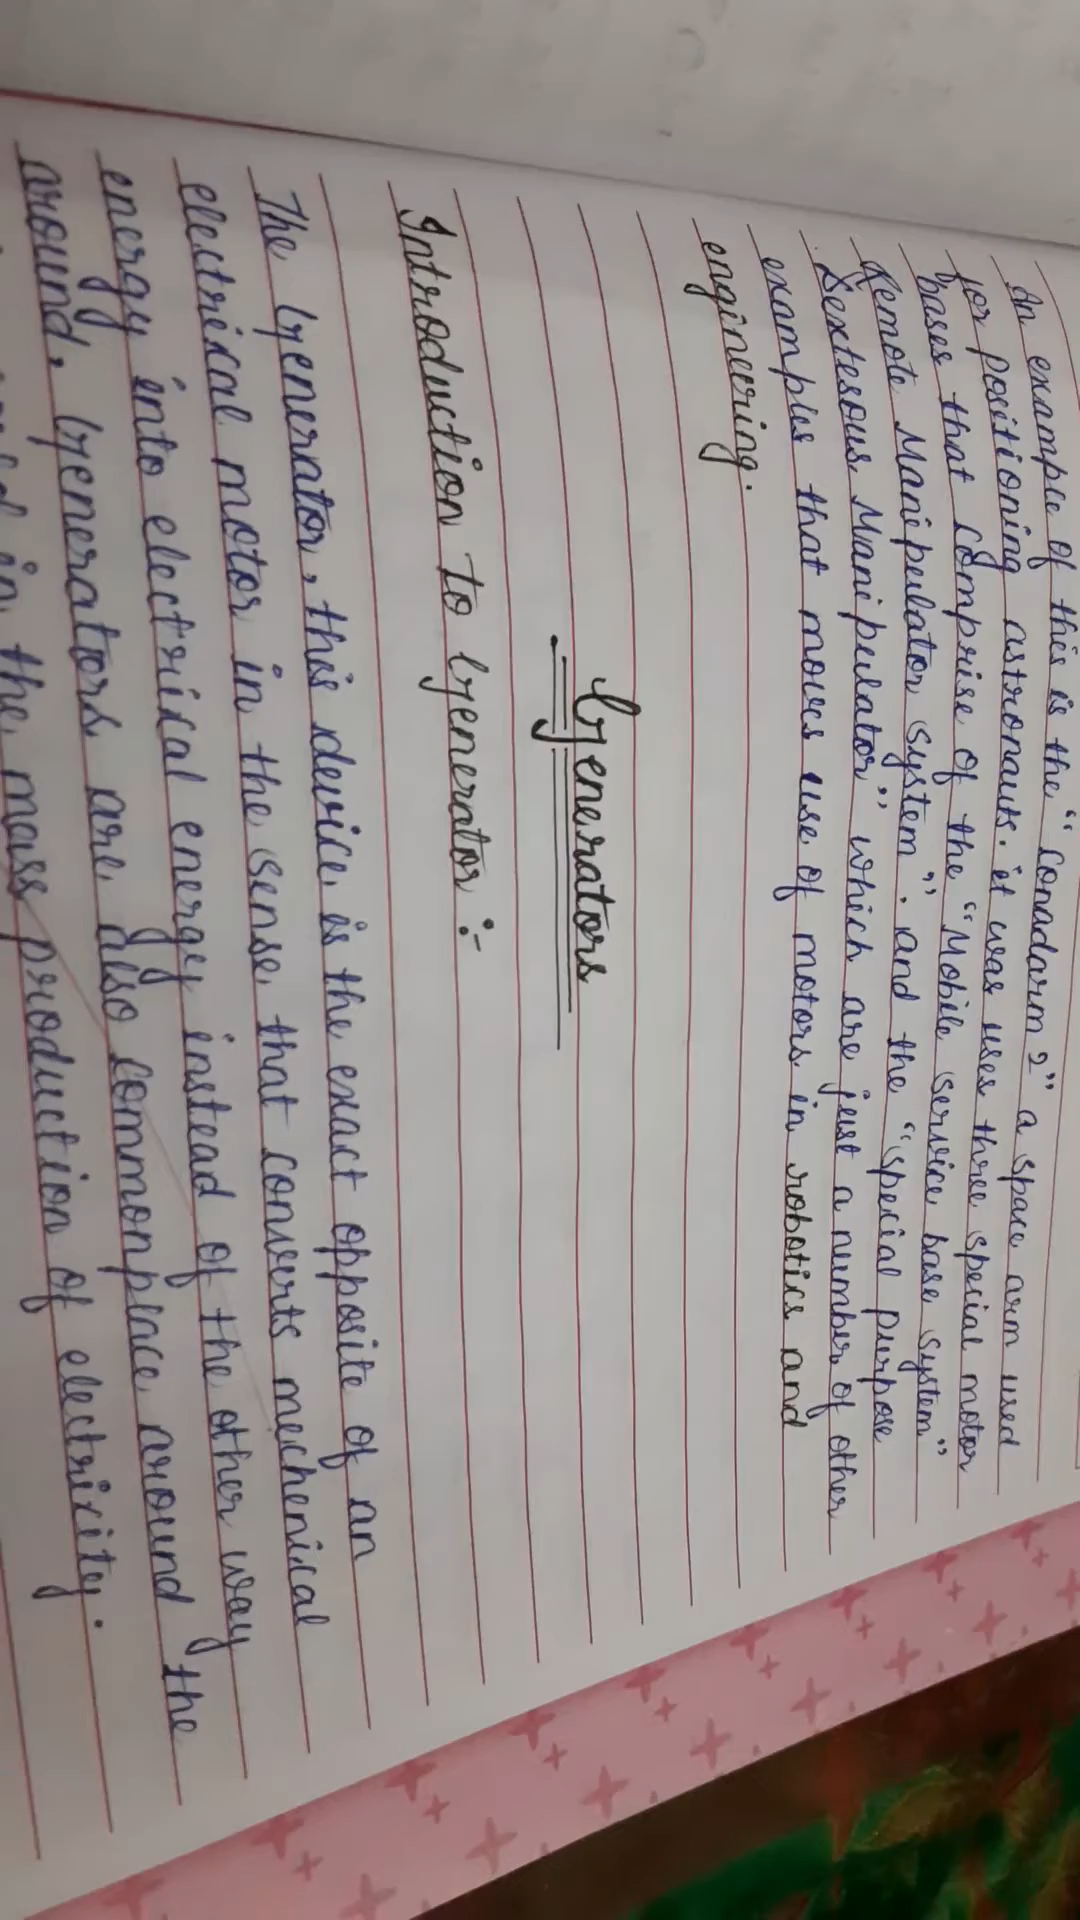 An example of this is the "Conadarm 2" a space arm used
for positioning astronauts. it was uses three special motor
bases that comprise of the "Mobile service base system"
Remote Manipulator system", and the "special purpose
Dextesous Manipulator" which are just a number of other
examples that moves use of motors in robotics and
engineering.
Generators
Introduction to Generator :-
The Generator, this device is the exact opposite of an
electrical motor in the sense that converts mechenical
energy into electrical energy instead of the other way
around. Generators are also commonplace around the
in the mass production of electricity.